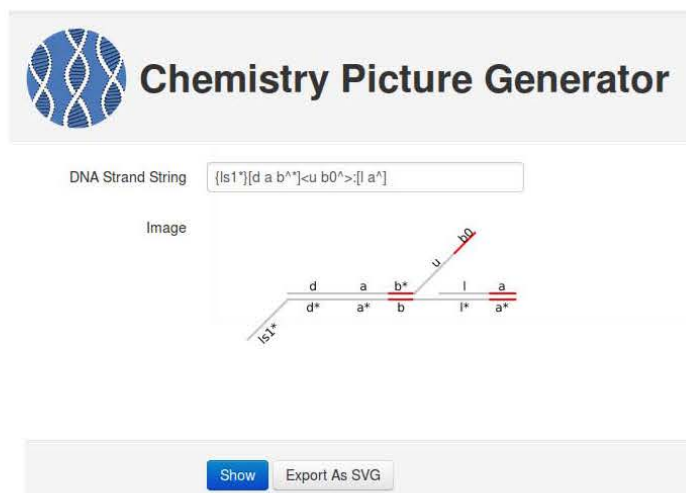 Chemistry Picture Generator
DNA Strand String {ls1*}[d a b^*]<u b0^>:[l a^]
Image
b0
u
d a b* l a
d* a* b l* a*
ls1*
Show Export As SVG